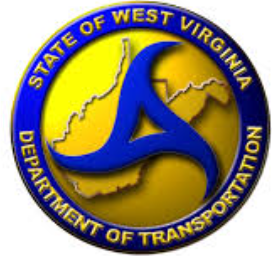 STATE OF WEST VIRGINIA
DEPARTMENT OF TRANSPORTATION